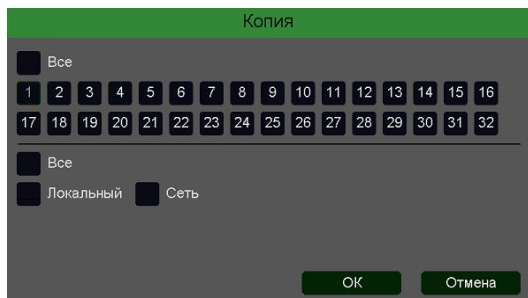 Копия
Все
1 2 3 4 5 6 7 8 9 10 11 12 13 14 15 16
17 18 19 20 21 22 23 24 25 26 27 28 29 30 31 32
Все
Локальный Сеть
OK Отмена